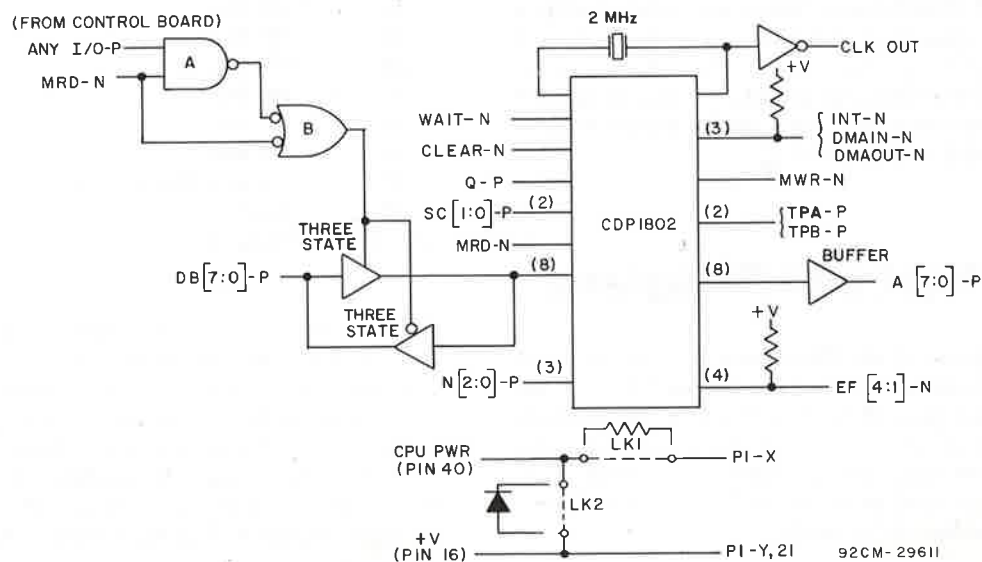 (FROM CONTROL BOARD)
ANY I/O-P
MRD-N
A
B
2 MHz
CLK OUT
+V
WAIT-N
CLEAR-N
Q-P
SC [1:0]-P (2)
MRD-N
(8)
CDP1802
(3)
INT-N
DMAIN-N
DMAOUT-N
MWR-N
(2)
TPA-P
TPB-P
(8)
BUFFER
A [7:0]-P
THREE
STATE
DB[7:0]-P
THREE
STATE
N[2:0]-P (3)
+V
(4)
EF [4:1]-N
CPU PWR
(PIN 40)
LK1
P1-X
LK2
+V
(PIN 16)
P1-Y, 21
92CM-29611